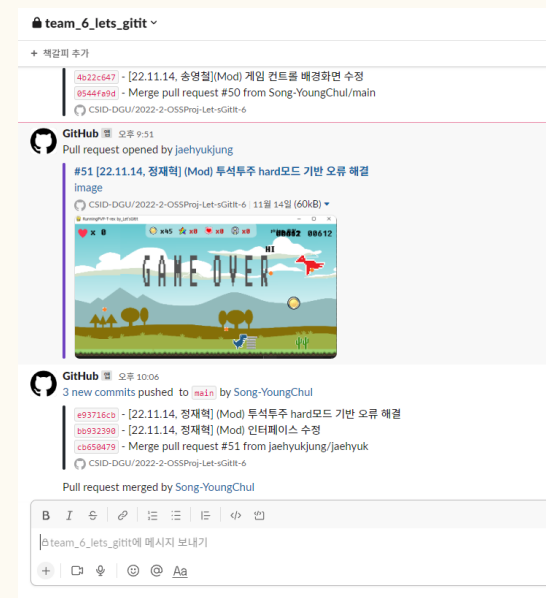 team_6_lets_gitit
+ 책갈피 추가
4b22c647 - [22.11.14, 송영철](Mod) 게임 컨트롤 배경화면 수정
0544fa9d - Merge pull request #50 from Song-YoungChul/main
CSID-DGU/2022-2-OSSProj-Let-sGitIt-6
GitHub 앱 오후 9:51
Pull request opened by jaehyukjung
#51 [22.11.14, 정재혁] (Mod) 투석투주 hard모드 기반 오류 해결
image
CSID-DGU/2022-2-OSSProj-Let-sGitIt-6 | 11월 14일 (60kB)
x 0 x45 x0 x0 x0 00612
HI
GAME OVER
GitHub 앱 오후 10:06
3 new commits pushed to main by Song-YoungChul
e93716cb - [22.11.14, 정재혁] (Mod) 투석투주 hard모드 기반 오류 해결
bb932390 - [22.11.14, 정재혁] (Mod) 인터페이스 수정
cb650479 - Merge pull request #51 from jaehyukjung/jaehyuk
CSID-DGU/2022-2-OSSProj-Let-sGitIt-6
Pull request merged by Song-YoungChul
B I S
team_6_lets_gitit에 메시지 보내기
+ @ Aa